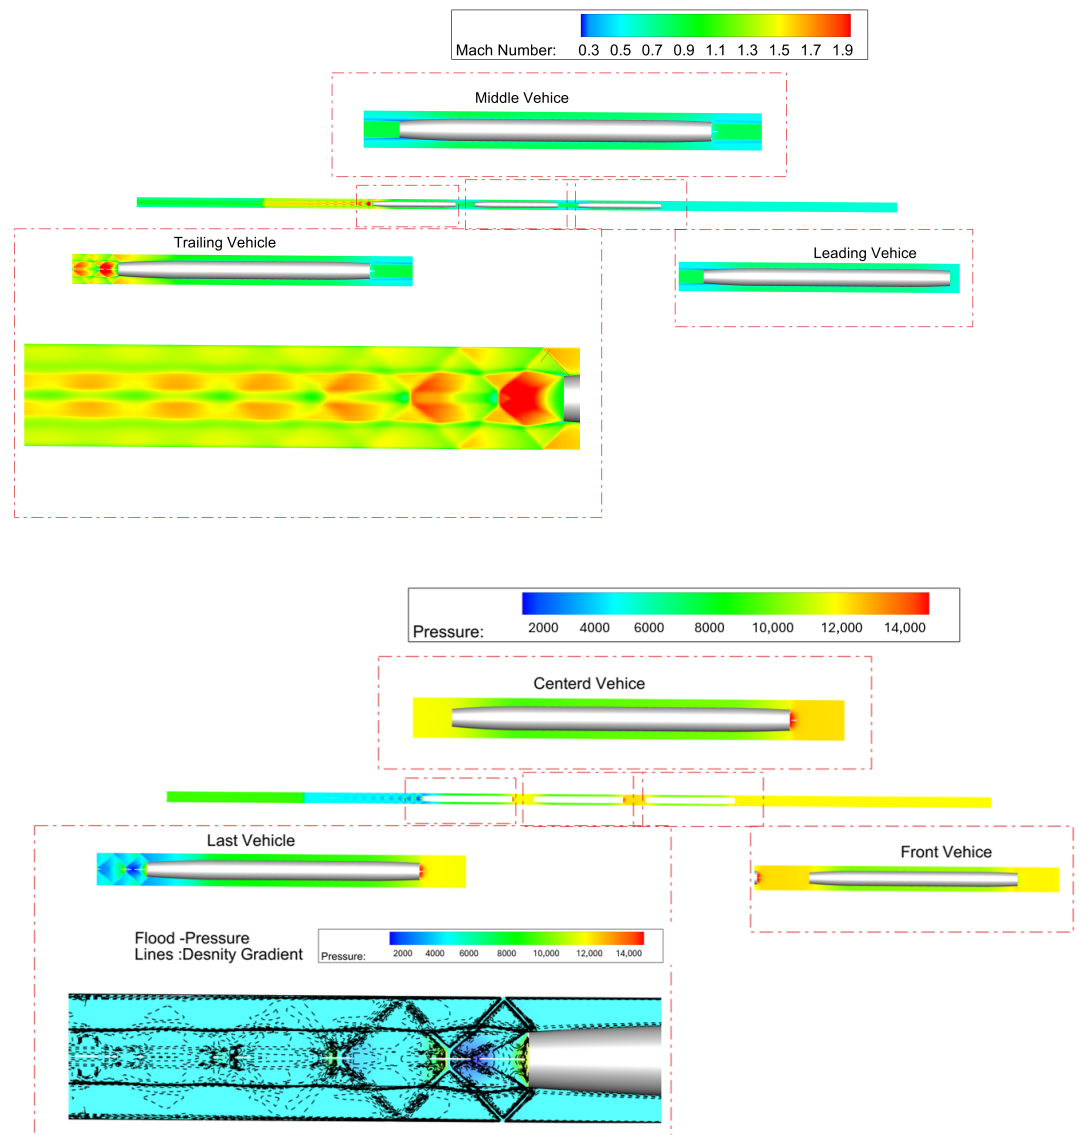 Mach Number: 0.3 0.5 0.7 0.9 1.1 1.3 1.5 1.7 1.9
Middle Vehice
Trailing Vehicle
Leading Vehice
Pressure: 2000 4000 6000 8000 10,000 12,000 14,000
Centerd Vehice
Last Vehicle
Front Vehice
Flood -Pressure
Lines :Desnity Gradient
Pressure: 2000 4000 6000 8000 10,000 12,000 14,000